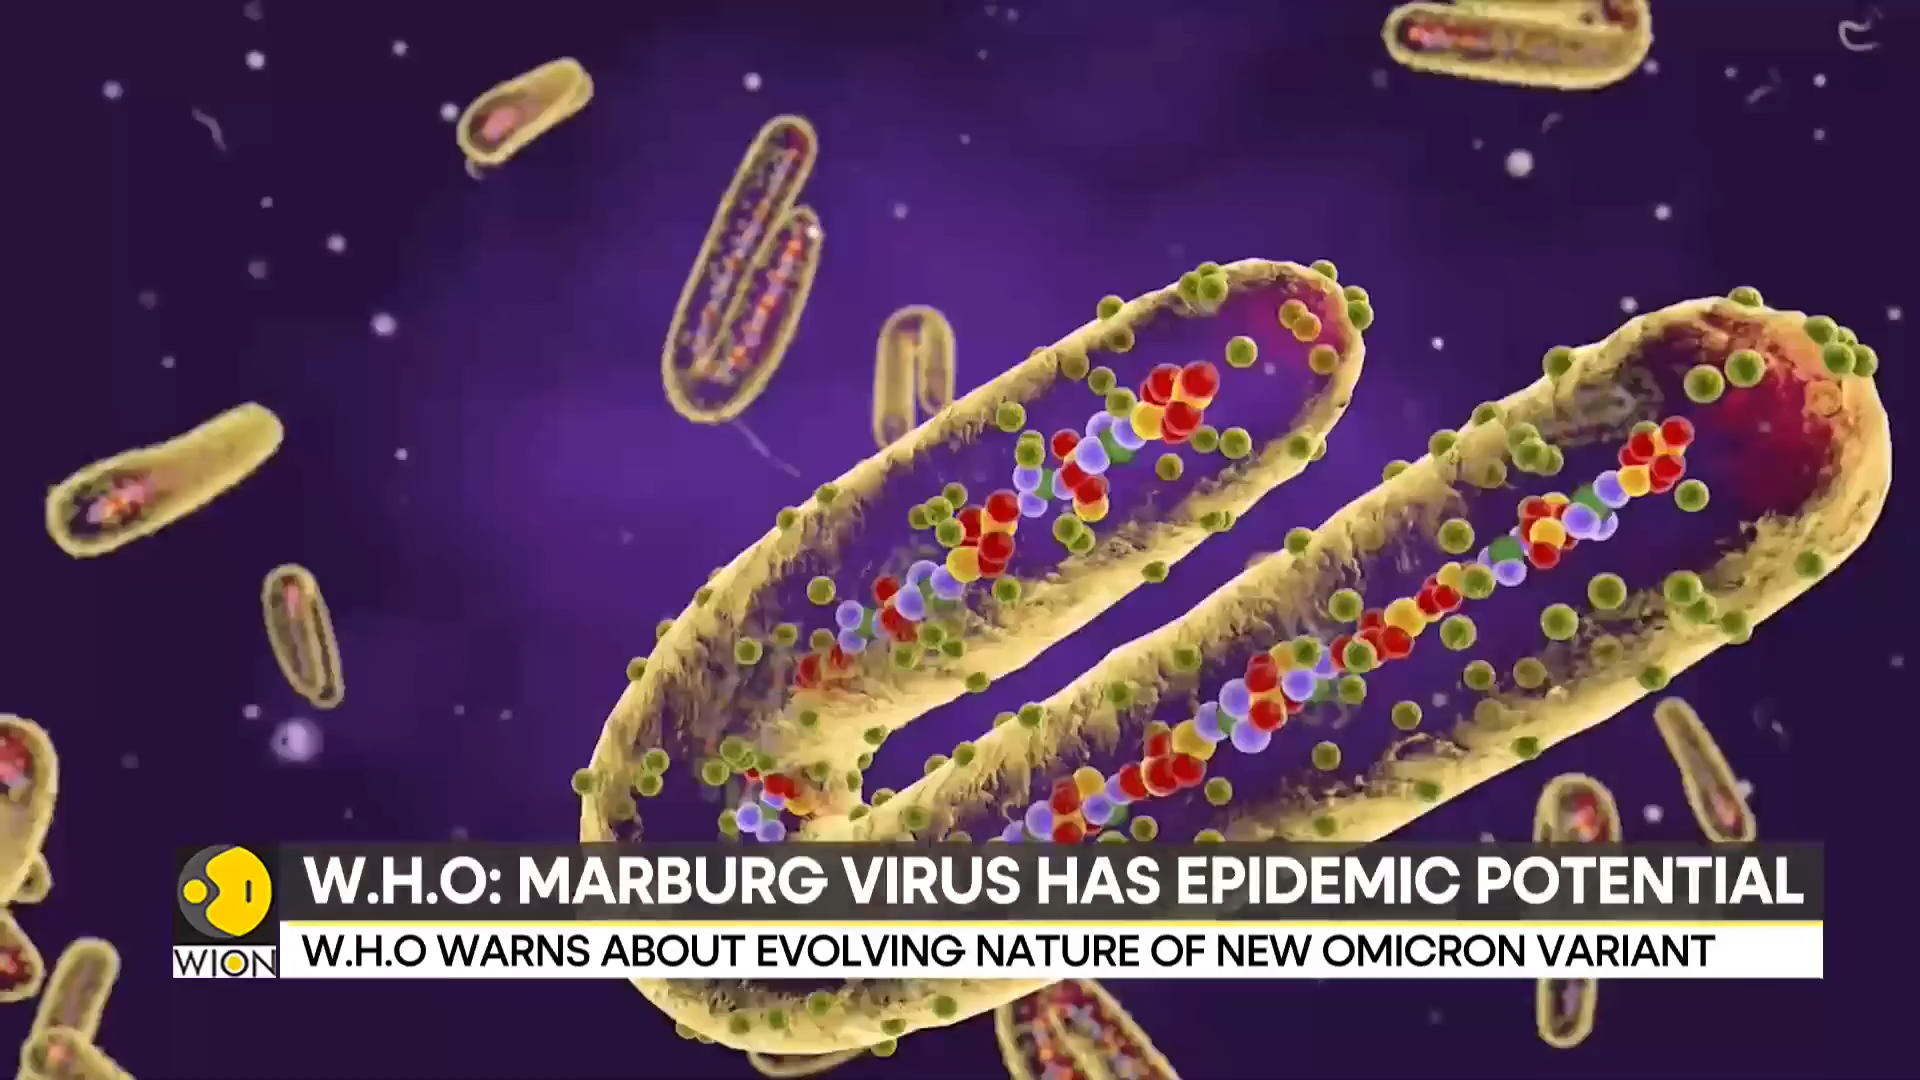 W.H.O: MARBURG VIRUS HAS EPIDEMIC POTENTIAL
WION
W.H.O WARNS ABOUT EVOLVING NATURE OF NEW OMICRON VARIANT